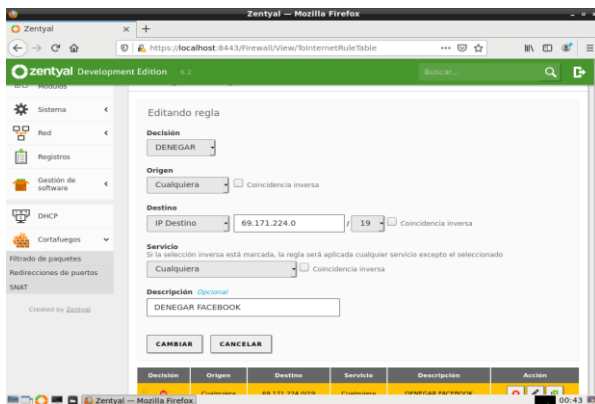 Zentyal — Mozilla Firefox
Zentyal
https://localhost:8443/Firewall/View/ToInternetRuleTable
zentyal Development Edition 6.2
Buscar...
Módulos
Sistema
Red
Registros
Gestión de
software
DHCP
Cortafuegos
Filtrado de paquetes
Redirecciones de puertos
SNAT
Created by Zentyal
Editando regla
Decisión
DENEGAR
Origen
Cualquiera Coincidencia inversa
Destino
IP Destino 69.171.224.0 / 19 Coincidencia inversa
Servicio
Si la selección inversa está marcada, la regla será aplicada cualquier servicio excepto el seleccionado
Cualquiera Coincidencia inversa
Descripción Opcional
DENEGAR FACEBOOK
CAMBIAR CANCELAR
Decisión Origen Destino Servicio Descripción Acción
Cualquiera 69.171.224.0/19 Cualquiera DENEGAR FACEBOOK
Zentyal — Mozilla Firefox 00:43